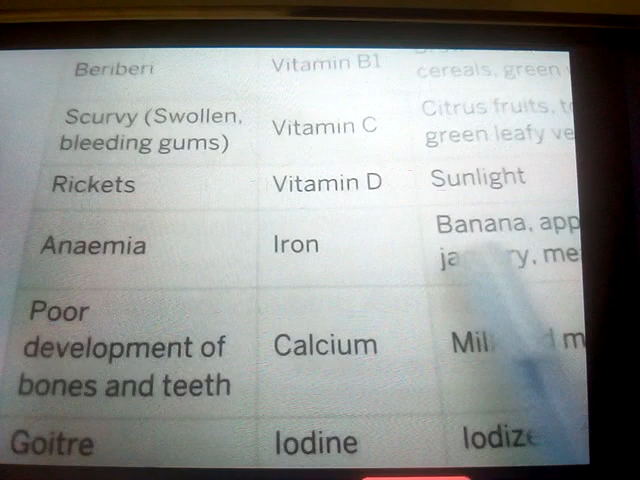 Beriberi
Vitamin B1
cereals, green
Scurvy (Swollen,
bleeding gums)
Vitamin C
Citrus fruits,
green leafy
Rickets
Vitamin D
Sunlight
Anaemia
Iron
Banana,
Poor
development of
bones and teeth
Calcium
Goitre
Iodine